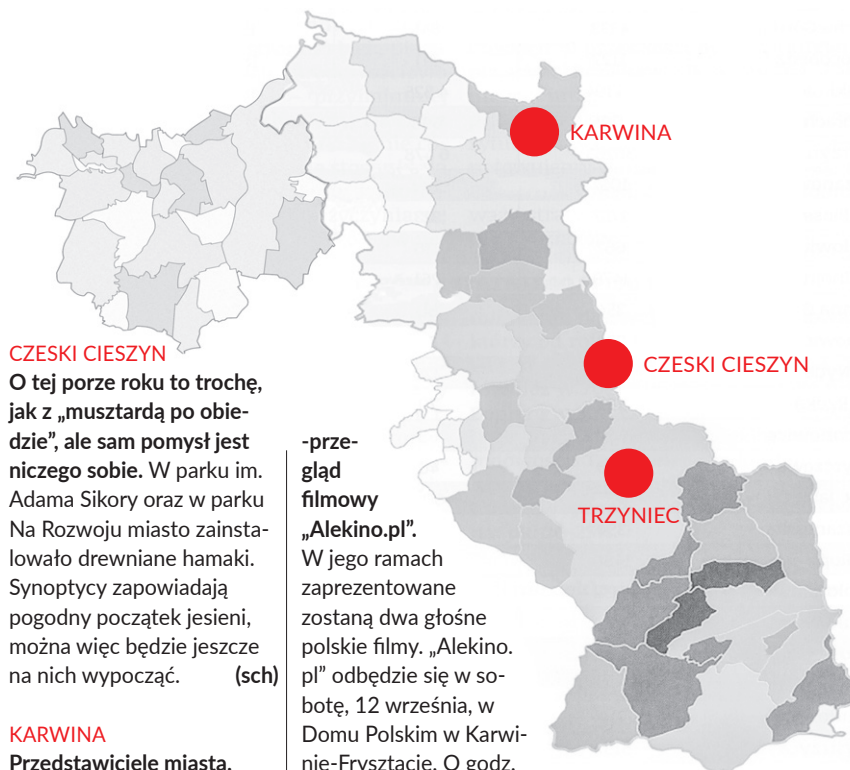 KARWINA
CZESKI CIESZYN
TRZYNIEC
CZESKI CIESZYN
O tej porze roku to trochę,
jak z „musztardą po obie-
dzie”, ale sam pomysł jest
niczego sobie. W parku im.
Adama Sikory oraz w parku
Na Rozwoju miasto zainsta-
lowało drewniane hamaki.
Synoptycy zapowiadają
pogodny początek jesieni,
można więc będzie jeszcze
na nich wypocząć. (sch)
KARWINA
Przedstawiciele miasta,
-prze-
gląd
filmowy
„Alekino.pl”.
W jego ramach
zaprezentowane
zostaną dwa głośne
polskie filmy. „Alekino.
pl” odbędzie się w so-
botę, 12 września, w
Domu Polskim w Karwi-
nie-Frysztacie. O godz.